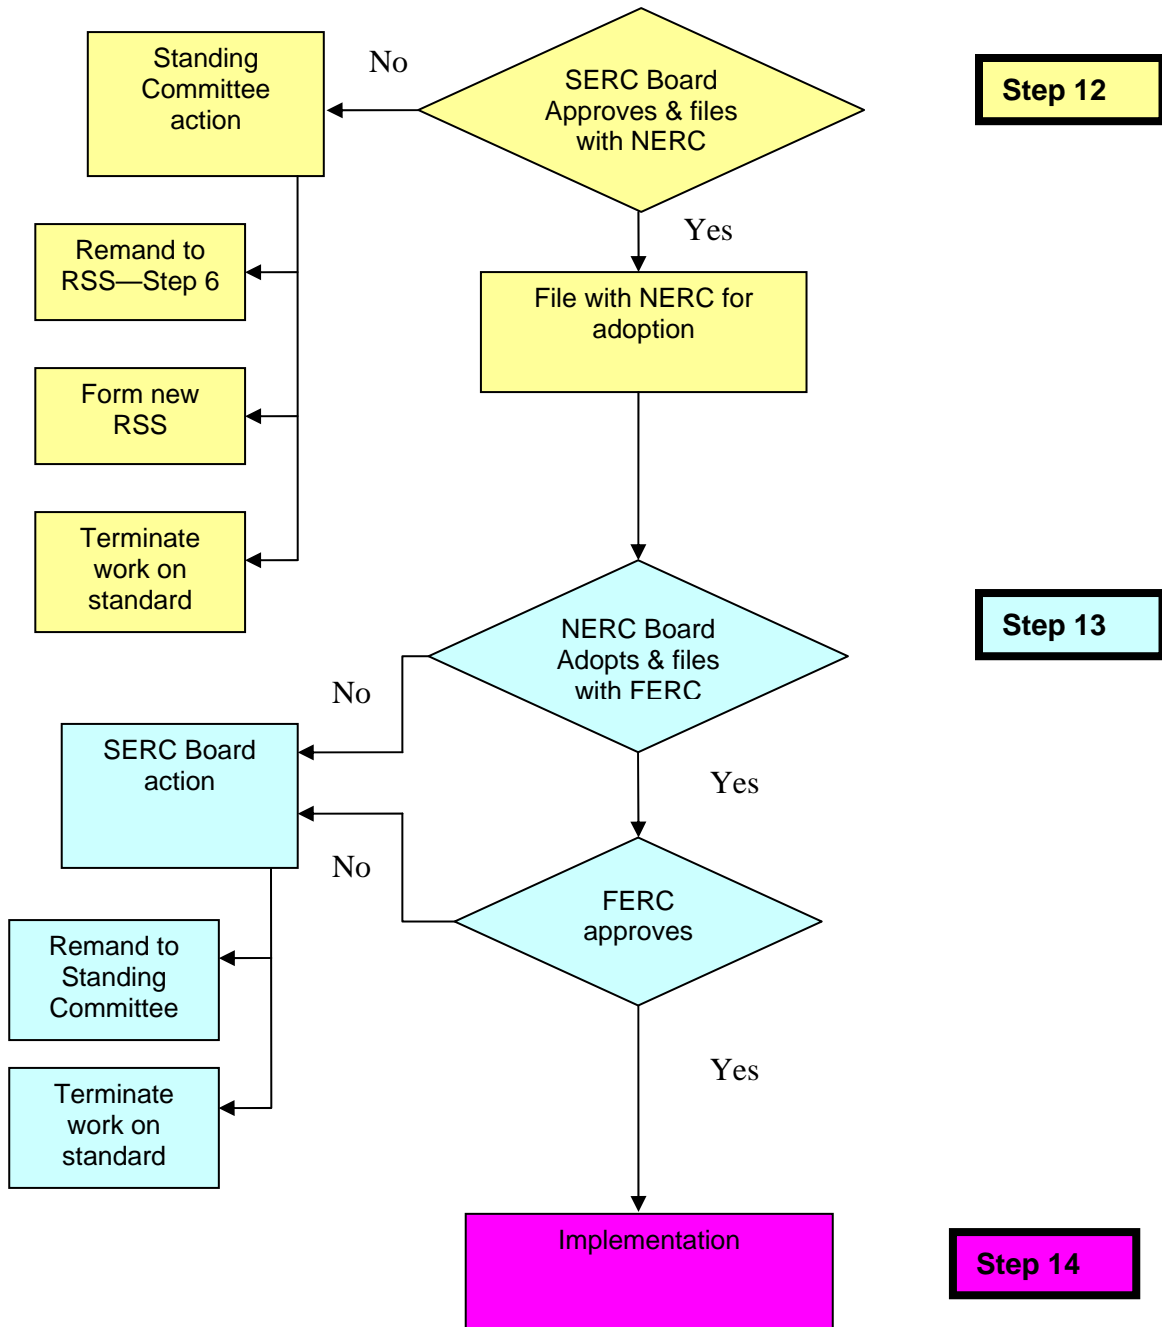 Standing
Committee
action
No
SERC Board
Approves & files
with NERC
Step 12
Yes
Remand to
RSS—Step 6
File with NERC for
adoption
Form new
RSS
Terminate
work on
standard
NERC Board
Adopts & files
with FERC
Step 13
No
SERC Board
action
Yes
No
FERC
approves
Remand to
Standing
Committee
Yes
Terminate
work on
standard
Implementation
Step 14